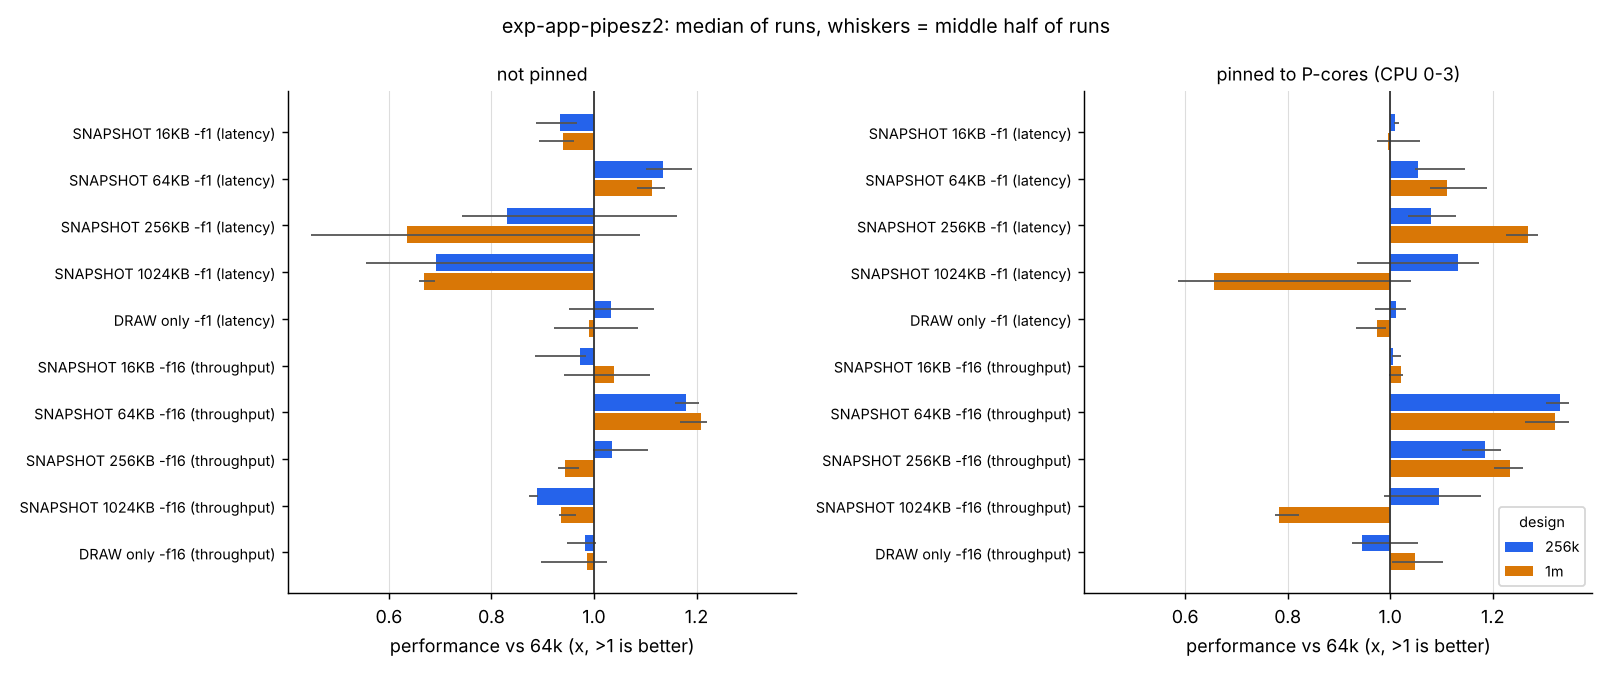 exp-app-pipesz2: median of runs, whiskers = middle half of runs
not pinned
SNAPSHOT 16KB -f1 (latency)
SNAPSHOT 64KB -f1 (latency)
SNAPSHOT 256KB -f1 (latency)
SNAPSHOT 1024KB -f1 (latency)
DRAW only -f1 (latency)
SNAPSHOT 16KB -f16 (throughput)
SNAPSHOT 64KB -f16 (throughput)
SNAPSHOT 256KB -f16 (throughput)
SNAPSHOT 1024KB -f16 (throughput)
DRAW only -f16 (throughput)
0.6 0.8 1.0 1.2
performance vs 64k (x, >1 is better)
pinned to P-cores (CPU 0-3)
SNAPSHOT 16KB -f1 (latency)
SNAPSHOT 64KB -f1 (latency)
SNAPSHOT 256KB -f1 (latency)
SNAPSHOT 1024KB -f1 (latency)
DRAW only -f1 (latency)
SNAPSHOT 16KB -f16 (throughput)
SNAPSHOT 64KB -f16 (throughput)
SNAPSHOT 256KB -f16 (throughput)
SNAPSHOT 1024KB -f16 (throughput)
DRAW only -f16 (throughput)
design
256k
1m
0.6 0.8 1.0 1.2
performance vs 64k (x, >1 is better)